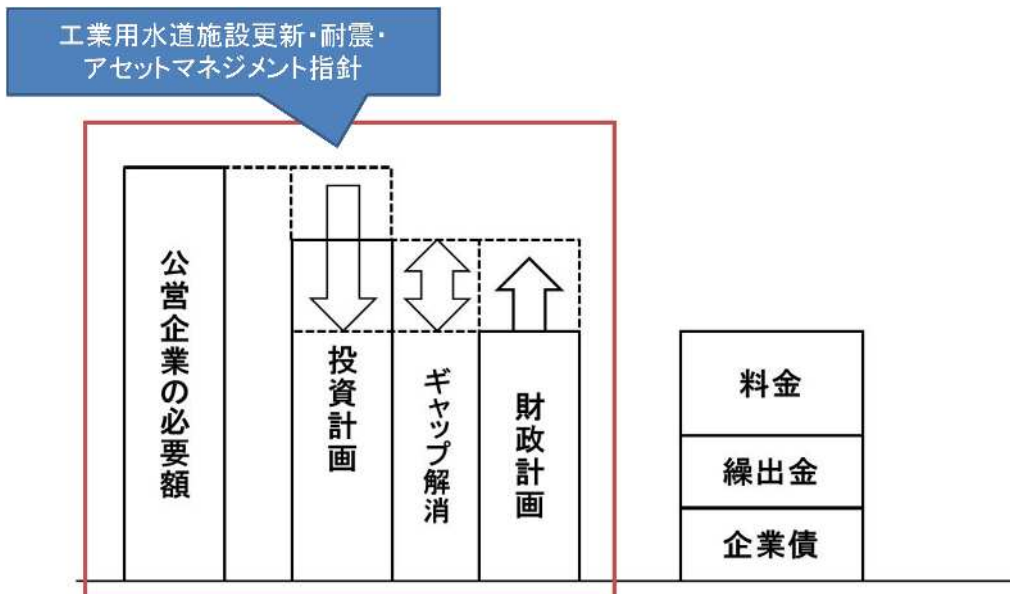 工業用水道施設更新・耐震・
アセットマネジメント指針
公営企業の必要額
投資計画
ギャップ解消
財政計画
料金
繰出金
企業債